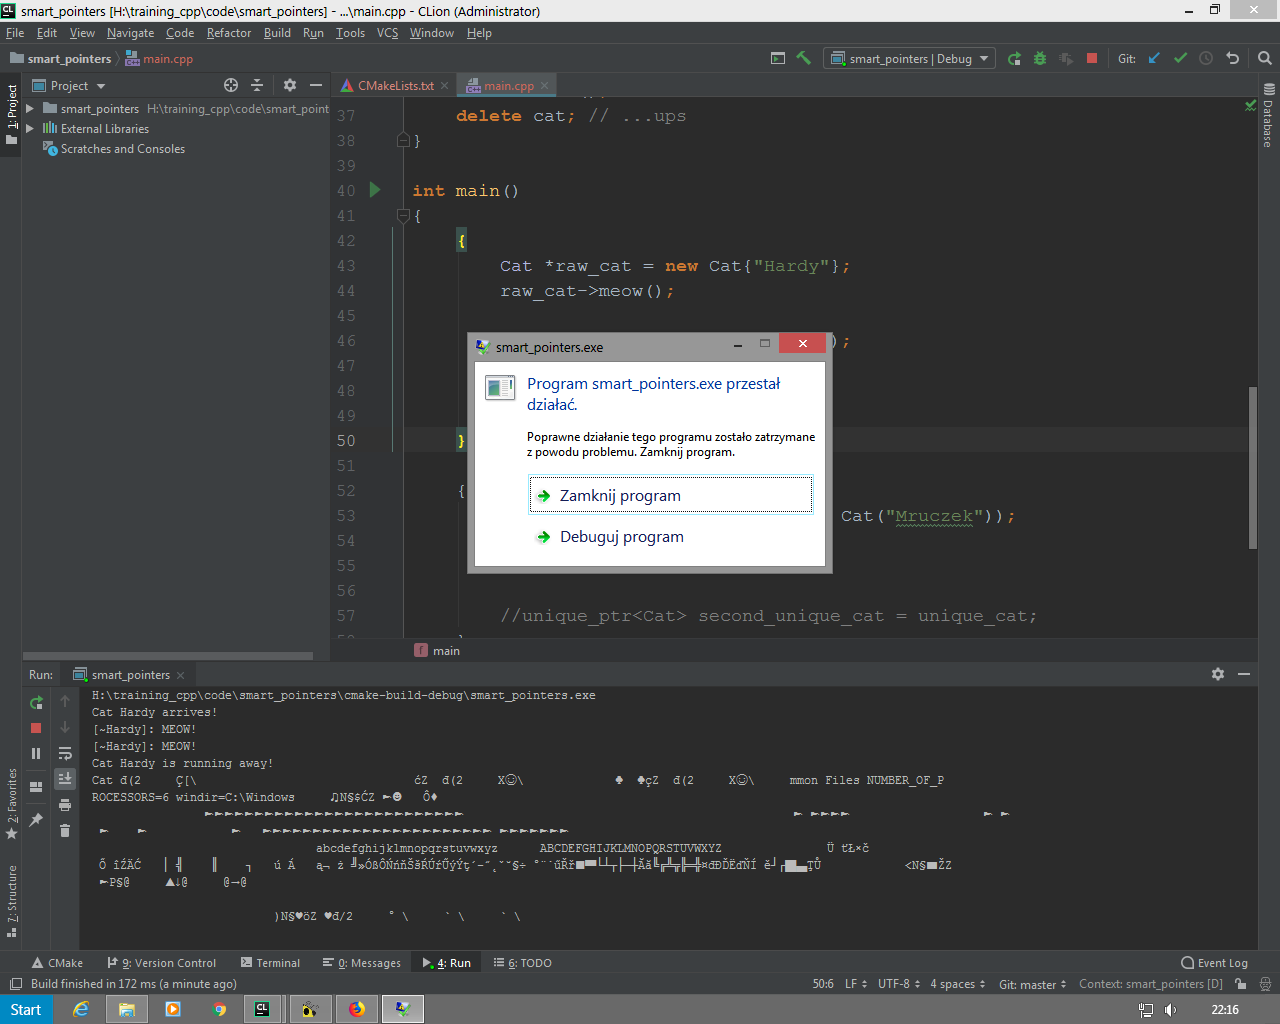 smart_pointers [H:\training_cpp\code\smart_pointers] - ...\main.cpp - CLion (Administrator)
File Edit View Navigate Code Refactor Build Run Tools VCS Window Help
smart_pointers main.cpp smart_pointers | Debug Git:
1: Project
Project
smart_pointers H:\training_cpp\code\smart_point
External Libraries
Scratches and Consoles
CMakeLists.txt main.cpp
Database
37 delete cat; // ...ups
38 }
39
40 int main()
41 {
42 {
43 Cat *raw_cat = new Cat{"Hardy"};
44 raw_cat->meow();
45
46 );
47
48
49
50 }
51
52 {
53 Cat("Mruczek"));
54
55
56
57 //unique_ptr<Cat> second_unique_cat = unique_cat;
main
smart_pointers.exe
Program smart_pointers.exe przestał
działać.
Poprawne działanie tego programu zostało zatrzymane
z powodu problemu. Zamknij program.
Zamknij program
Debuguj program
Run: smart_pointers
2: Favorites
7: Structure
H:\training_cpp\code\smart_pointers\cmake-build-debug\smart_pointers.exe
Cat Hardy arrives!
[~Hardy]: MEOW!
[~Hardy]: MEOW!
Cat Hardy is running away!
Cat đ(2 Ç[\ ćZ đ(2 X☺\ ♠ ♠çZ đ(2 X☺\ mmon Files NUMBER_OF_P
ROCESSORS=6 windir=C:\Windows
abcdefghijklmnopqrstuvwxyz ABCDEFGHIJKLMNOPQRSTUVWXYZ
CMake 9: Version Control Terminal 0: Messages 4: Run 6: TODO Event Log
Build finished in 172 ms (a minute ago) 50:6 LF UTF-8 4 spaces Git: master Context: smart_pointers [D]
Start 22:16